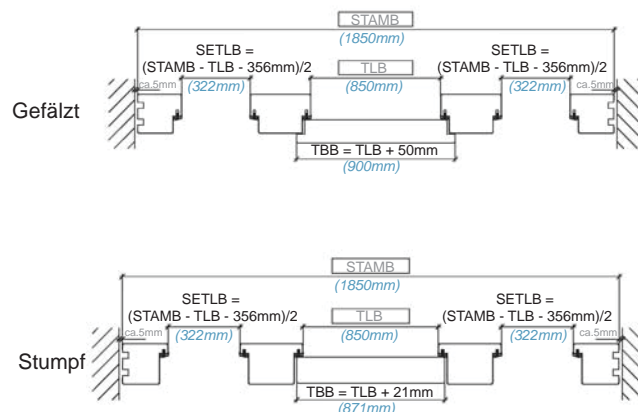 STAMB
(1850mm)
SETLB =
(STAMB - TLB - 356mm)/2
TLB
SETLB =
(STAMB - TLB - 356mm)/2
ca.5mm
(322mm)
(850mm)
(322mm)
ca.5mm
Gefälzt
TBB = TLB + 50mm
(900mm)
STAMB
(1850mm)
SETLB =
(STAMB - TLB - 356mm)/2
TLB
SETLB =
(STAMB - TLB - 356mm)/2
ca.5mm
(322mm)
(850mm)
(322mm)
ca.5mm
Stumpf
TBB = TLB + 21mm
(871mm)